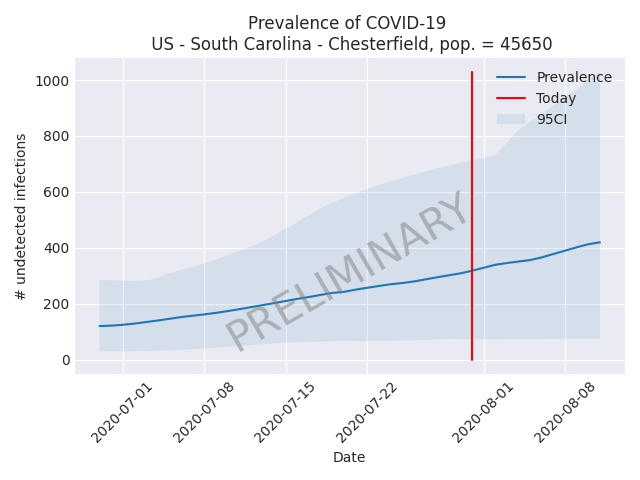 Prevalence of COVID-19
US - South Carolina - Chesterfield, pop. = 45650
Prevalence
Today
95CI
1000
800
600
400
200
0
# undetected infections
PRELIMINARY
2020-07-01
2020-07-08
2020-07-15
2020-07-22
2020-08-01
2020-08-08
Date